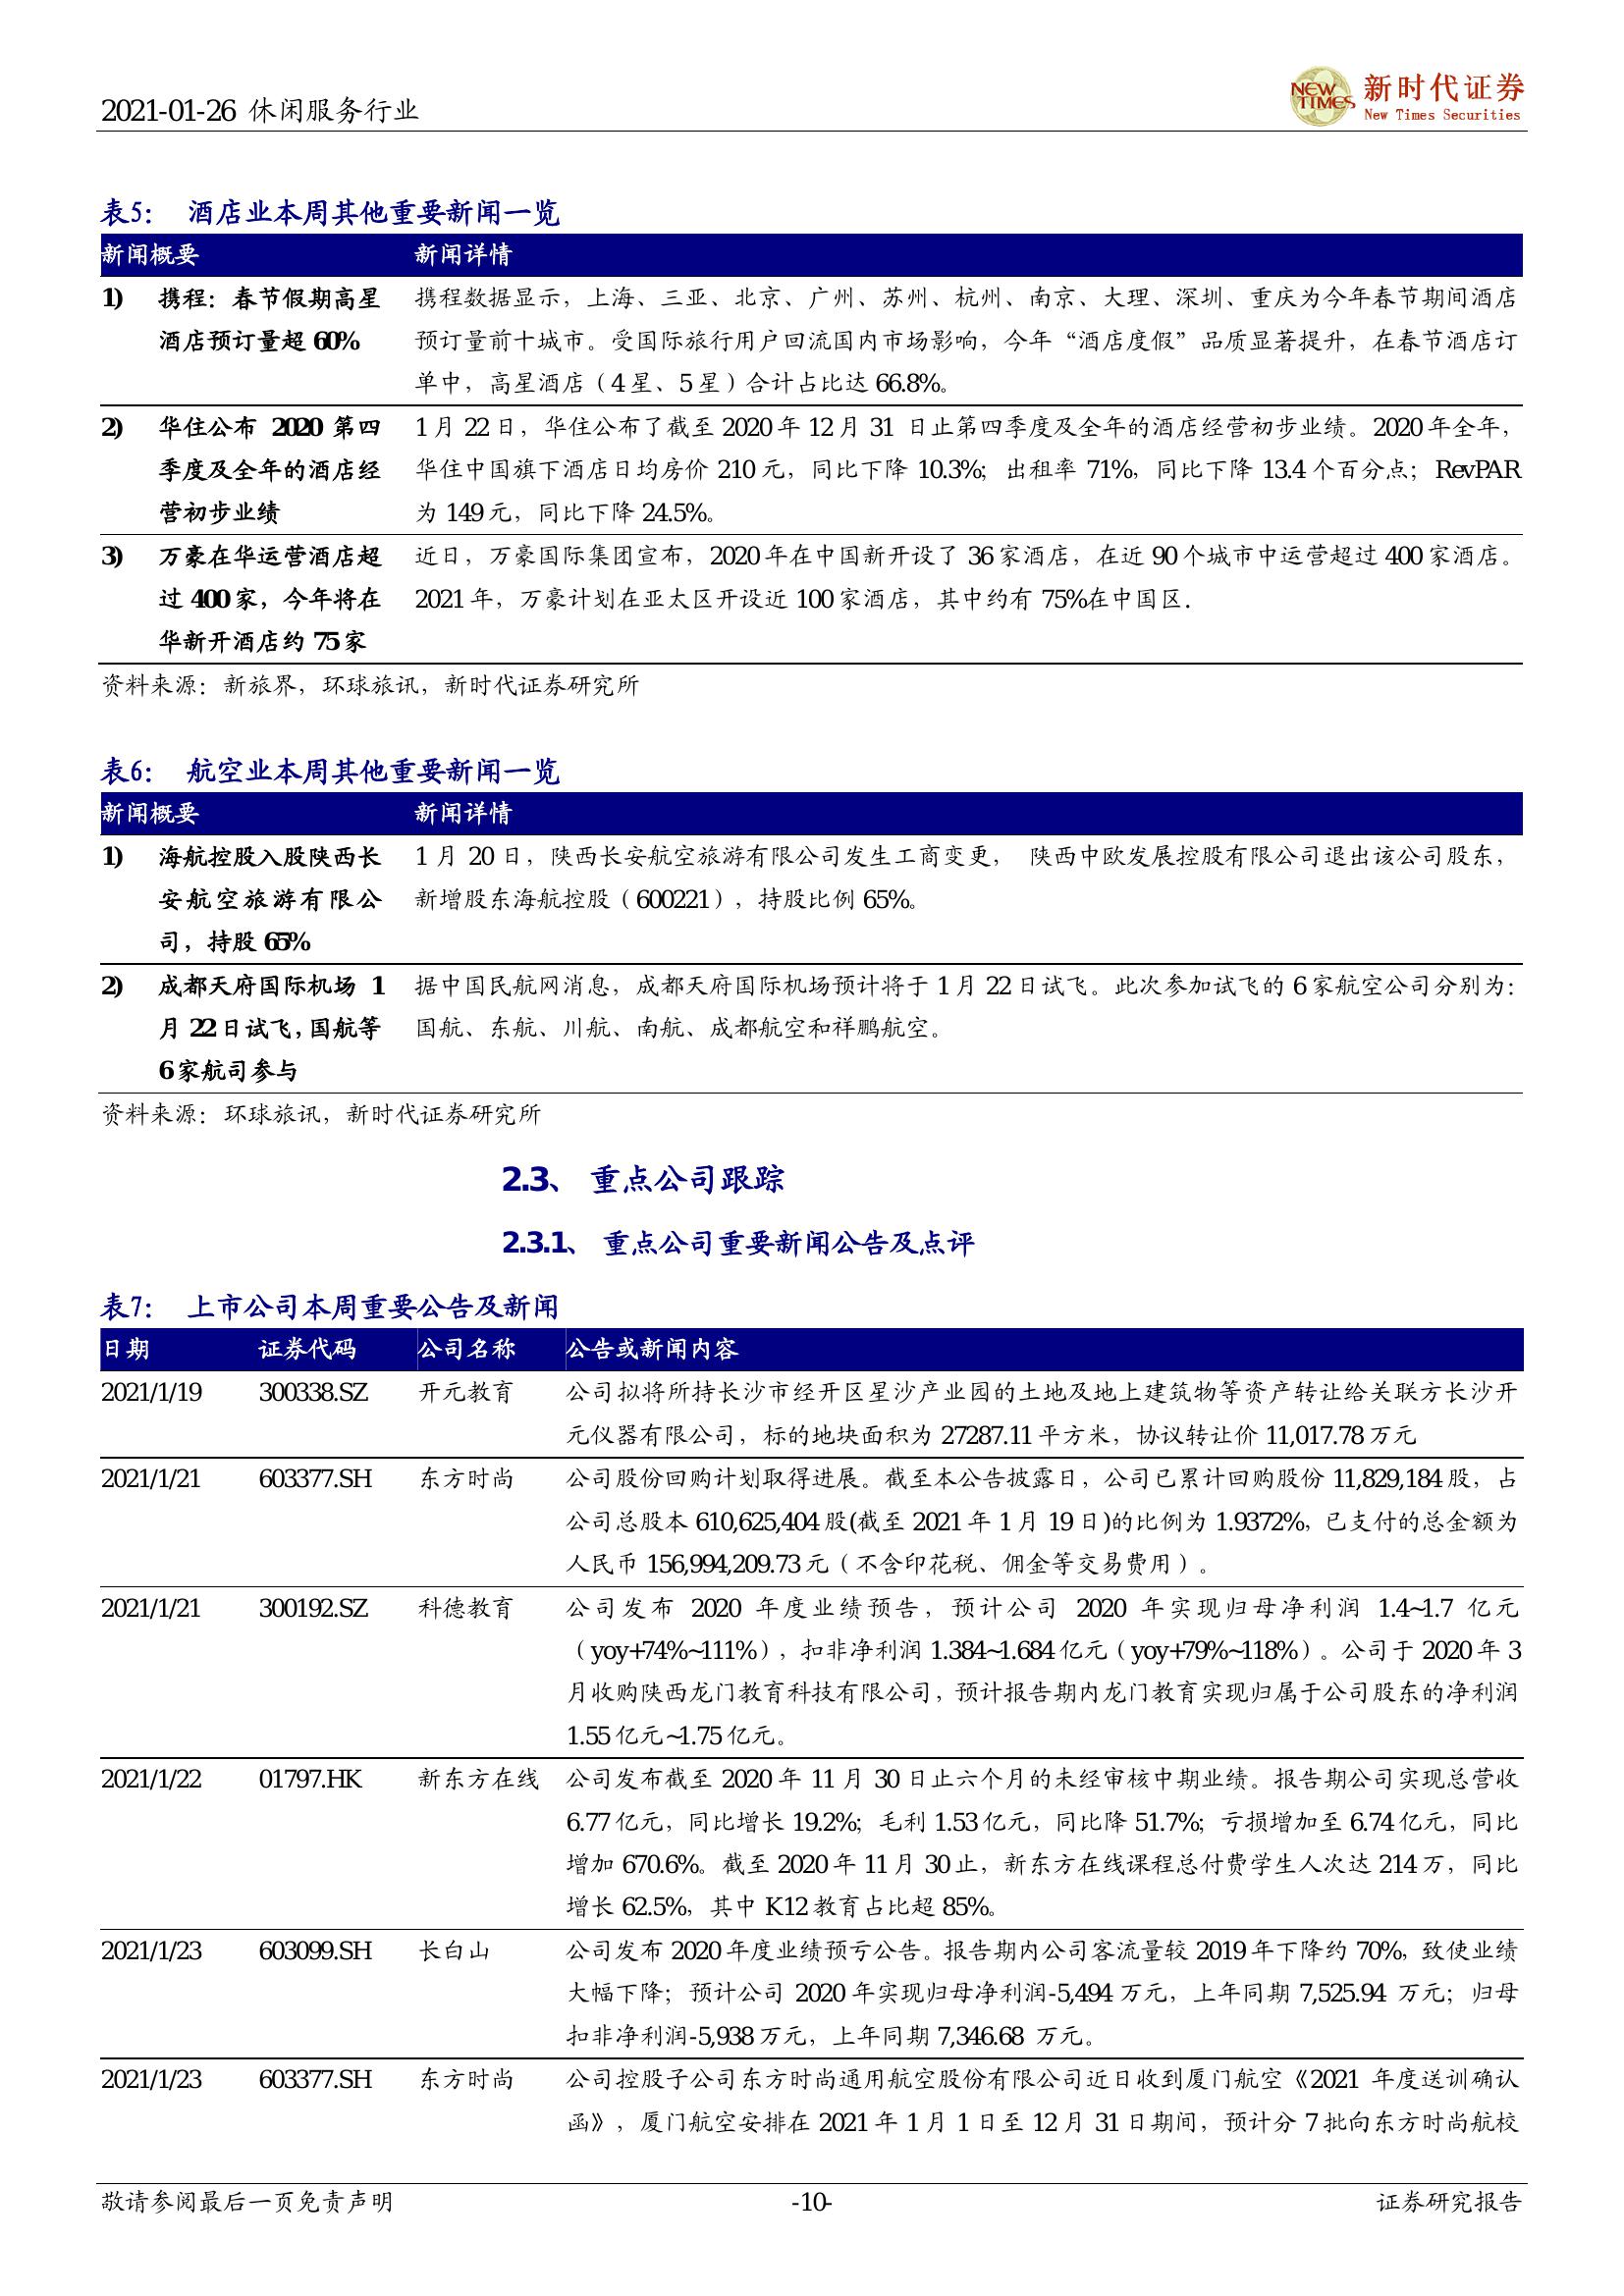 2021-01-26 休闲服务行业
NEW TIMES 新时代证券
New Times Securities
表5： 酒店业本周其他重要新闻一览
新闻概要 新闻详情
1) 携程：春节假期高星 携程数据显示，上海、三亚、北京、广州、苏州、杭州、南京、大理、深圳、重庆为今年春节期间酒店
酒店预订量超 60% 预订量前十城市。受国际旅行用户回流国内市场影响，今年“酒店度假”品质显著提升，在春节酒店订
单中，高星酒店（4 星、5 星）合计占比达 66.8%。
2) 华住公布 2020 第四 1 月 22 日，华住公布了截至 2020 年 12 月 31 日止第四季度及全年的酒店经营初步业绩。2020 年全年，
季度及全年的酒店经 华住中国旗下酒店日均房价 210 元，同比下降 10.3%；出租率 71%，同比下降 13.4 个百分点；RevPAR
营初步业绩 为 149 元，同比下降 24.5%。
3) 万豪在华运营酒店超 近日，万豪国际集团宣布，2020 年在中国新开设了 36 家酒店，在近 90 个城市中运营超过 400 家酒店。
过 400 家，今年将在 2021 年，万豪计划在亚太区开设近 100 家酒店，其中约有 75%在中国区.
华新开酒店约 75 家
资料来源：新旅界，环球旅讯，新时代证券研究所
表6： 航空业本周其他重要新闻一览
新闻概要 新闻详情
1) 海航控股入股陕西长 1 月 20 日，陕西长安航空旅游有限公司发生工商变更， 陕西中欧发展控股有限公司退出该公司股东，
安航空旅游有限公 新增股东海航控股（600221），持股比例 65%。
司，持股 65%
2) 成都天府国际机场 1 据中国民航网消息，成都天府国际机场预计将于 1 月 22 日试飞。此次参加试飞的 6 家航空公司分别为：
月 22 日试飞，国航等 国航、东航、川航、南航、成都航空和祥鹏航空。
6 家航司参与
资料来源：环球旅讯，新时代证券研究所
2.3、 重点公司跟踪
2.3.1、 重点公司重要新闻公告及点评
表7： 上市公司本周重要公告及新闻
日期 证券代码 公司名称 公告或新闻内容
2021/1/19 300338.SZ 开元教育 公司拟将所持长沙市经开区星沙产业园的土地及地上建筑物等资产转让给关联方长沙开
元仪器有限公司，标的地块面积为 27287.11 平方米，协议转让价 11,017.78 万元
2021/1/21 603377.SH 东方时尚 公司股份回购计划取得进展。截至本公告披露日，公司已累计回购股份 11,829,184 股，占
公司总股本 610,625,404 股(截至 2021 年 1 月 19 日)的比例为 1.9372%，已支付的总金额为
人民币 156,994,209.73 元（不含印花税、佣金等交易费用）。
2021/1/21 300192.SZ 科德教育 公司发布 2020 年度业绩预告，预计公司 2020 年实现归母净利润 1.4~1.7 亿元
（yoy+74%~111%），扣非净利润 1.384~1.684 亿元（yoy+79%~118%）。公司于 2020 年 3
月收购陕西龙门教育科技有限公司，预计报告期内龙门教育实现归属于公司股东的净利润
1.55 亿元~1.75 亿元。
2021/1/22 01797.HK 新东方在线 公司发布截至 2020 年 11 月 30 日止六个月的未经审核中期业绩。报告期公司实现总营收
6.77 亿元，同比增长 19.2%；毛利 1.53 亿元，同比降 51.7%；亏损增加至 6.74 亿元，同比
增加 670.6%。截至 2020 年 11 月 30 止，新东方在线课程总付费学生人次达 214 万，同比
增长 62.5%，其中 K12 教育占比超 85%。
2021/1/23 603099.SH 长白山 公司发布 2020 年度业绩预亏公告。报告期内公司客流量较 2019 年下降约 70%，致使业绩
大幅下降；预计公司 2020 年实现归母净利润-5,494 万元，上年同期 7,525.94 万元；归母
扣非净利润-5,938 万元，上年同期 7,346.68 万元。
2021/1/23 603377.SH 东方时尚 公司控股子公司东方时尚通用航空股份有限公司近日收到厦门航空《2021 年度送训确认
函》，厦门航空安排在 2021 年 1 月 1 日至 12 月 31 日期间，预计分 7 批向东方时尚航校
敬请参阅最后一页免责声明 -10- 证券研究报告